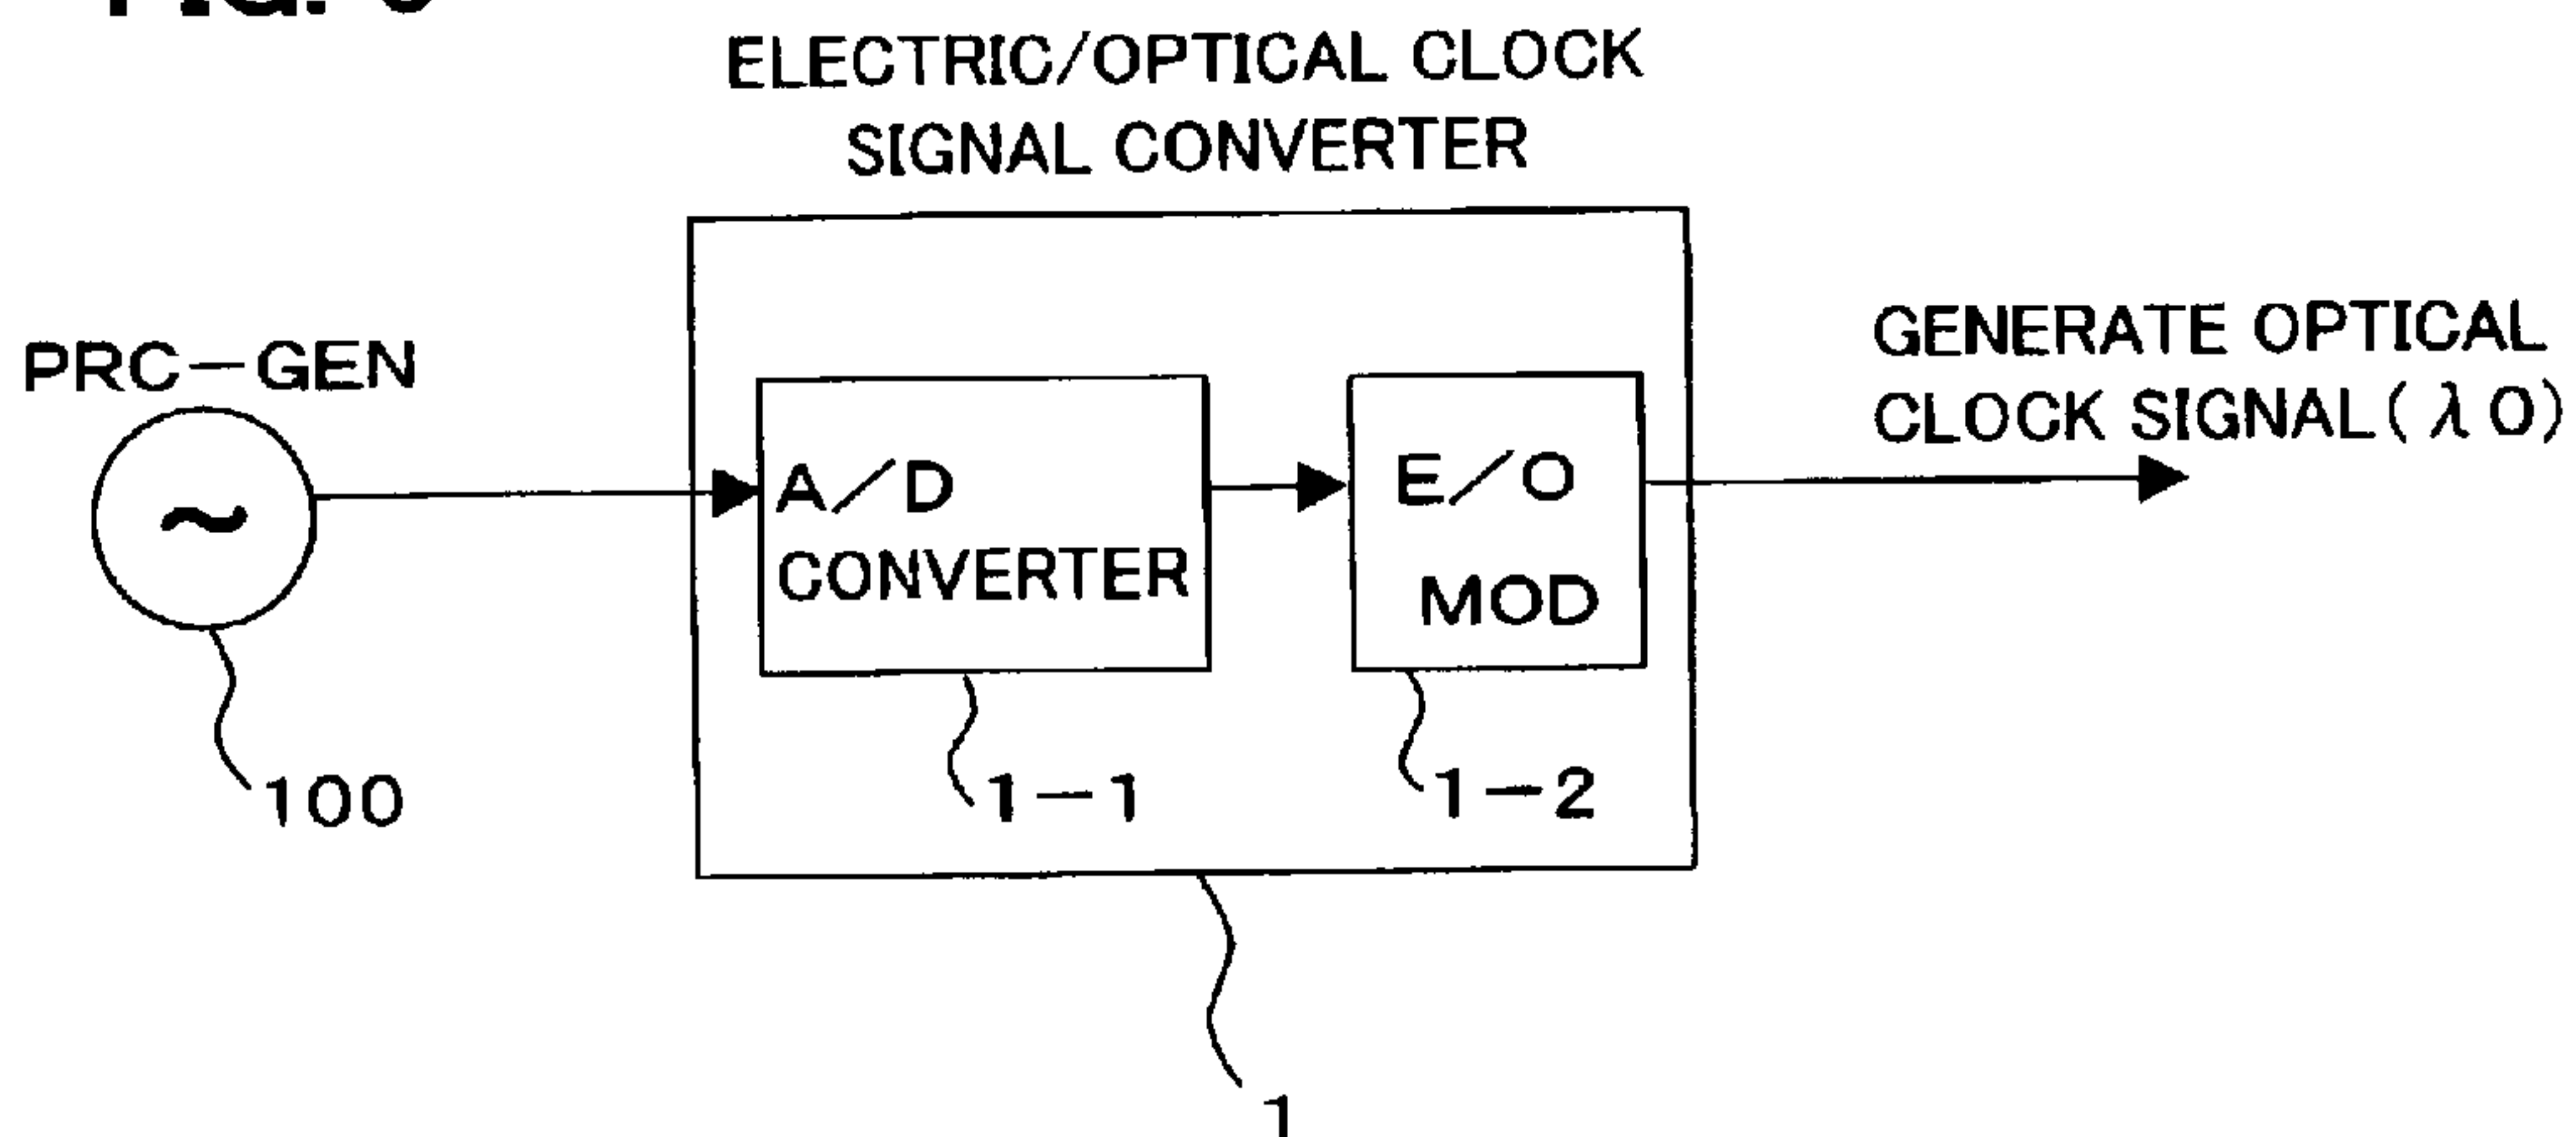 ELECTRIC/OPTICAL CLOCK
SIGNAL CONVERTER
PRC-GEN
GENERATE OPTICAL
CLOCK SIGNAL(λ0)
~
A/D
CONVERTER
E/O
MOD
100
1-1
1-2
1